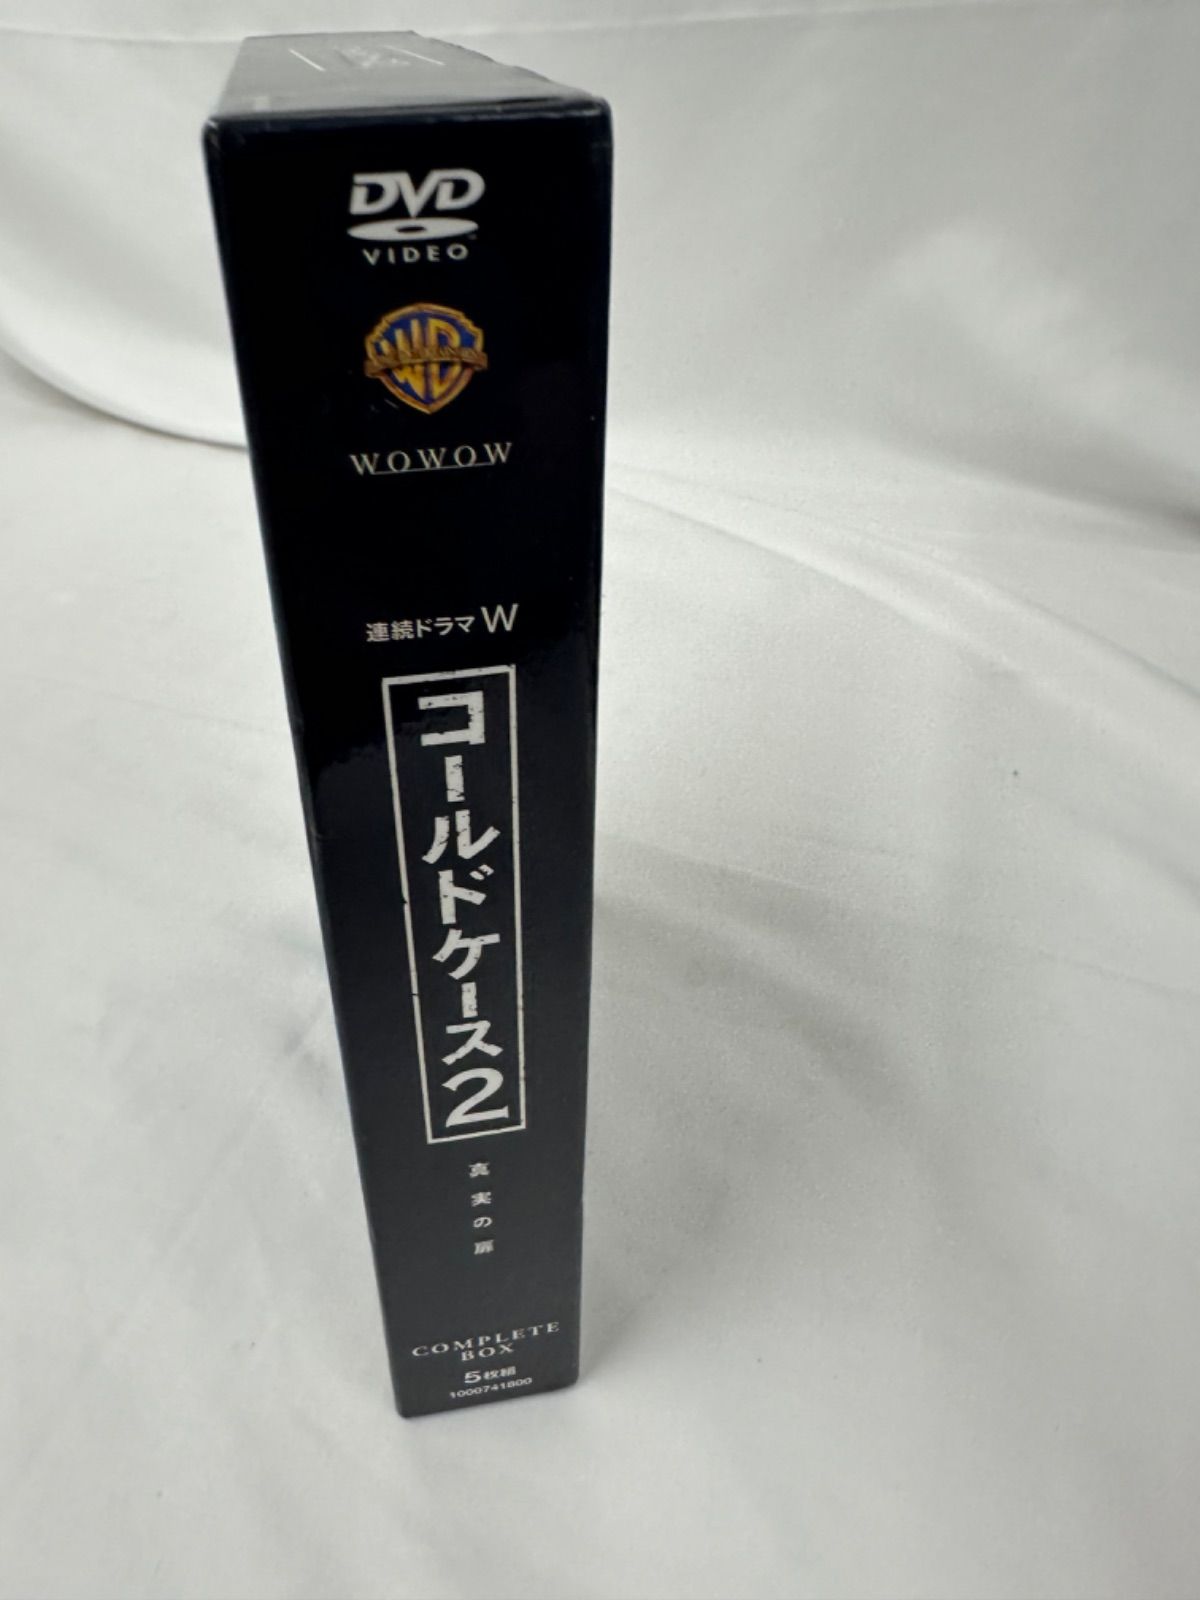 DVD
VIDEO
WB
WOWOW
連続ドラマW
コールドケース2
真実の扉
COMPLETE
BOX
5枚組
1000741800